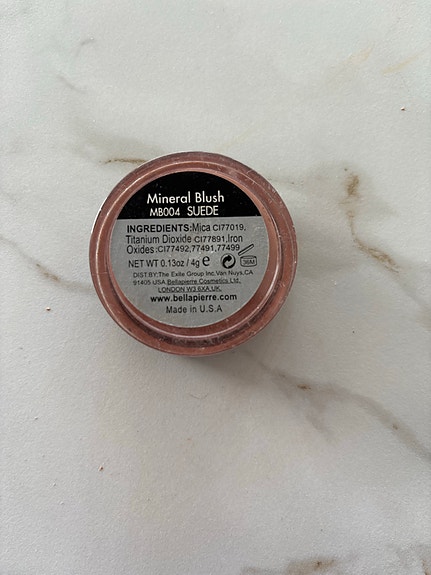 Mineral Blush
MB004 SUEDE
INGREDIENTS:Mica CI77019,
Titanium Dioxide CI77891,Iron
Oxides:CI77492,77491,77499
NET WT 0.13oz / 4g e 36M
DIST.BY:The Exite Group Inc.Van Nuys,CA
91405 USA Bellapierre Cosmetics Ltd.
LONDON W3 6XA UK.
www.bellapierre.com
Made in U.S.A